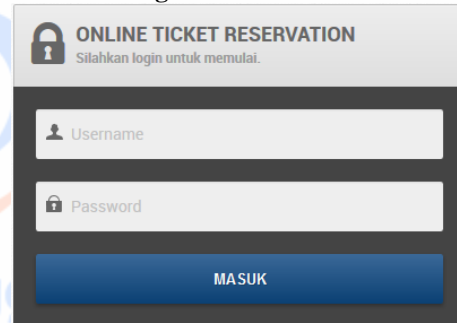 ONLINE TICKET RESERVATION
Silahkan login untuk memulai.
Username
Password
MASUK